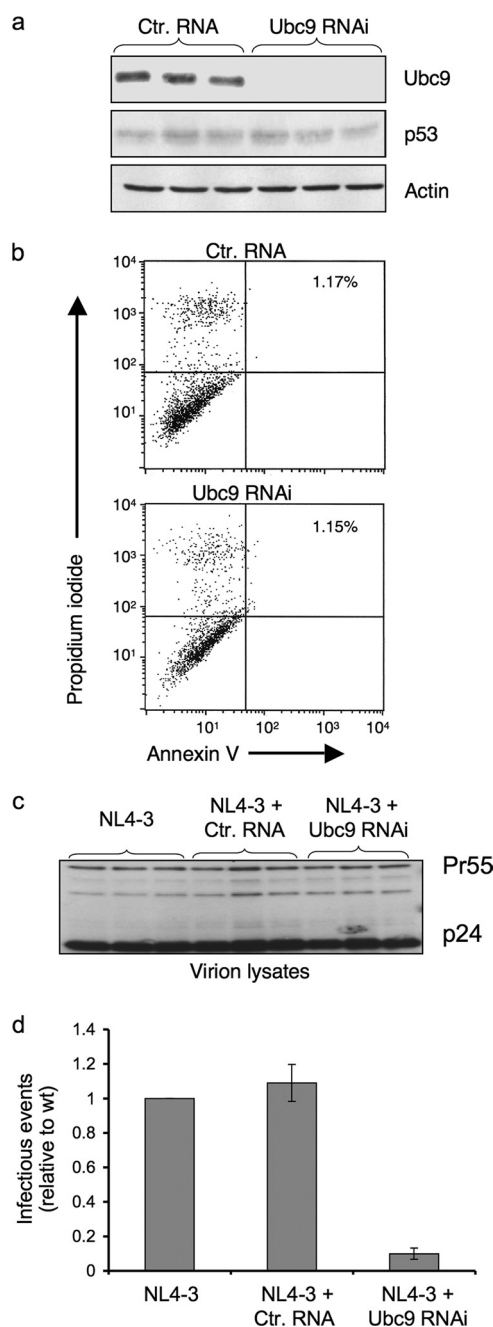 a
Ctr. RNA Ubc9 RNAi
Ubc9
p53
Actin
b
Ctr. RNA
10⁴
10³
10²
10¹
1.17%
Ubc9 RNAi
10⁴
10³
10²
10¹
1.15%
10¹ 10² 10³ 10⁴
Propidium iodide
Annexin V
c
NL4-3
NL4-3 +
Ctr. RNA
NL4-3 +
Ubc9 RNAi
Pr55
p24
Virion lysates
d
Infectious events
(relative to wt)
1.4
1.2
1
0.8
0.6
0.4
0.2
0
NL4-3
NL4-3 +
Ctr. RNA
NL4-3 +
Ubc9 RNAi